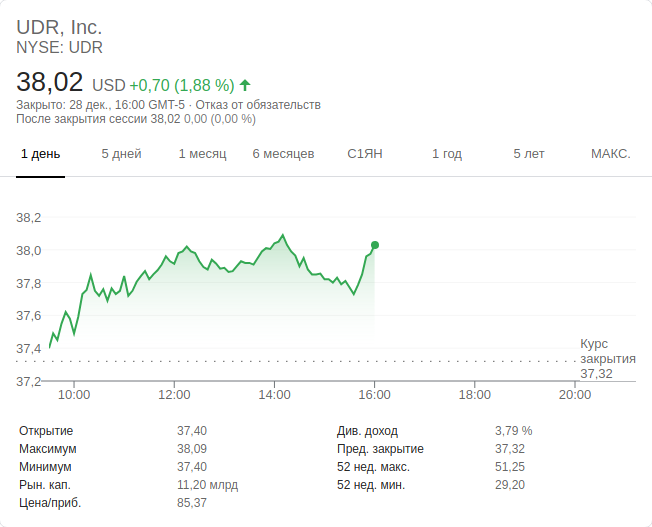 UDR, Inc.
NYSE: UDR
38,02 USD +0,70 (1,88 %)
Закрыто: 28 дек., 16:00 GMT-5 · Отказ от обязательств
После закрытия сессии 38,02 0,00 (0,00 %)
1 день 5 дней 1 месяц 6 месяцев С1ЯН 1 год 5 лет МАКС.
38,2
38,0
37,8
37,6
37,4
Курс
закрытия
37,32
37,2
10:00 12:00 14:00 16:00 18:00 20:00
Открытие 37,40 Див. доход 3,79 %
Максимум 38,09 Пред. закрытие 37,32
Минимум 37,40 52 нед. макс. 51,25
Рын. кап. 11,20 млрд 52 нед. мин. 29,20
Цена/приб. 85,37